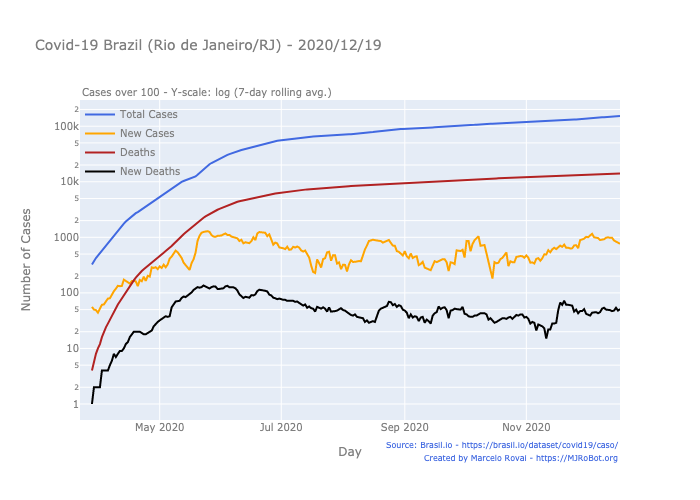 Covid-19 Brazil (Rio de Janeiro/RJ) - 2020/12/19
Cases over 100 - Y-scale: log (7-day rolling avg.)
Total Cases
New Cases
Deaths
New Deaths
2
100k
5
2
10k
5
2
1000
5
2
100
5
2
10
5
2
1
Number of Cases
May 2020
Jul 2020
Sep 2020
Nov 2020
Day
Source: Brasil.io - https://brasil.io/dataset/covid19/caso/
Created by Marcelo Rovai - https://MJRoBot.org